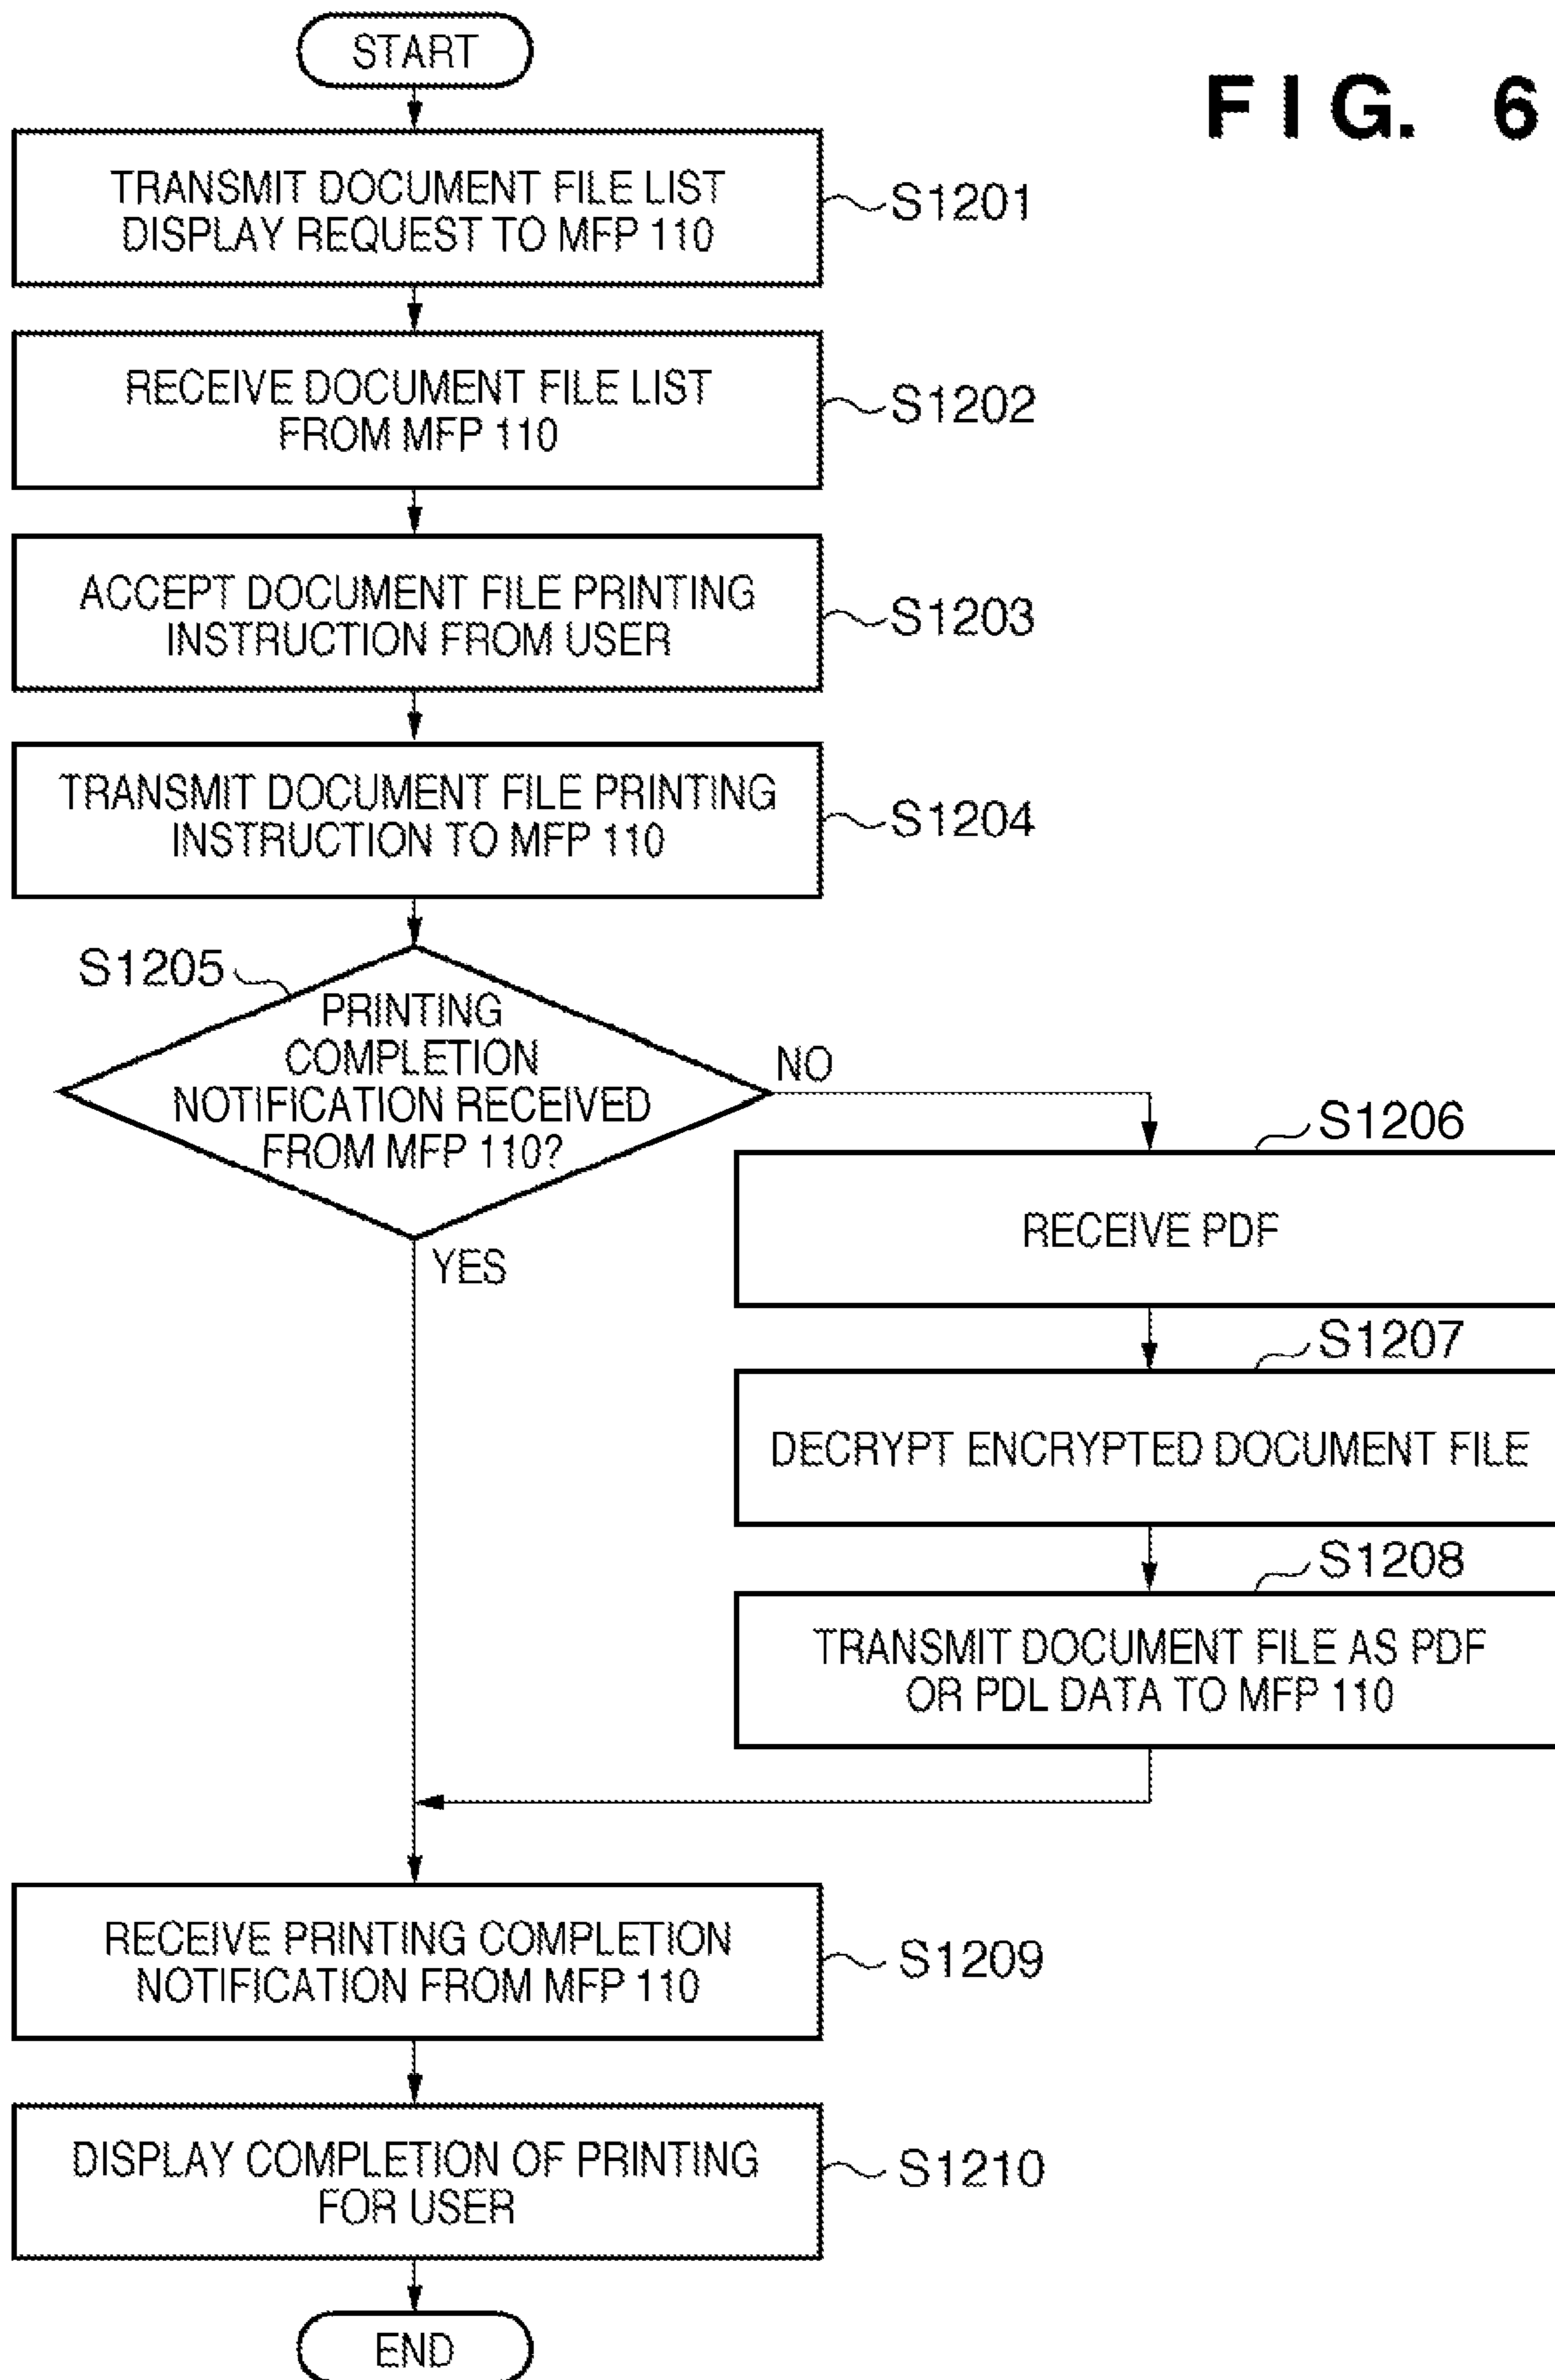 START
FIG. 6
TRANSMIT DOCUMENT FILE LIST
DISPLAY REQUEST TO MFP 110
S1201
RECEIVE DOCUMENT FILE LIST
FROM MFP 110
S1202
ACCEPT DOCUMENT FILE PRINTING
INSTRUCTION FROM USER
S1203
TRANSMIT DOCUMENT FILE PRINTING
INSTRUCTION TO MFP 110
S1204
S1205
PRINTING
COMPLETION
NOTIFICATION RECEIVED
FROM MFP 110?
NO
YES
S1206
RECEIVE PDF
S1207
DECRYPT ENCRYPTED DOCUMENT FILE
S1208
TRANSMIT DOCUMENT FILE AS PDF
OR PDL DATA TO MFP 110
RECEIVE PRINTING COMPLETION
NOTIFICATION FROM MFP 110
S1209
DISPLAY COMPLETION OF PRINTING
FOR USER
S1210
END